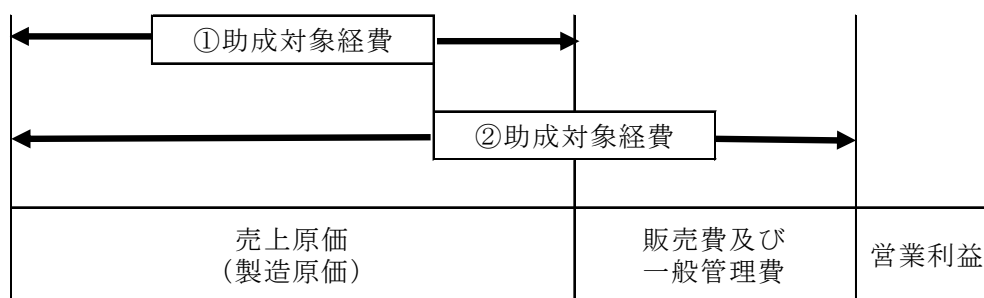 ①助成対象経費
②助成対象経費
売上原価
(製造原価)
販売費及び
一般管理費
営業利益